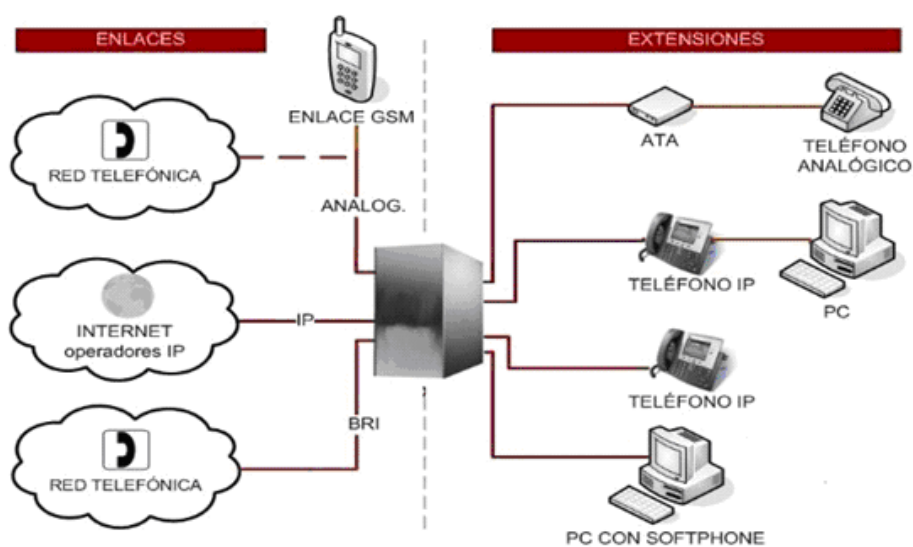 ENLACES
EXTENSIONES
ENLACE GSM
RED TELEFÓNICA
ANALOG.
ATA
TELÉFONO
ANALÓGICO
TELÉFONO IP
PC
INTERNET
operadores IP
IP
TELÉFONO IP
BRI
RED TELEFÓNICA
PC CON SOFTPHONE